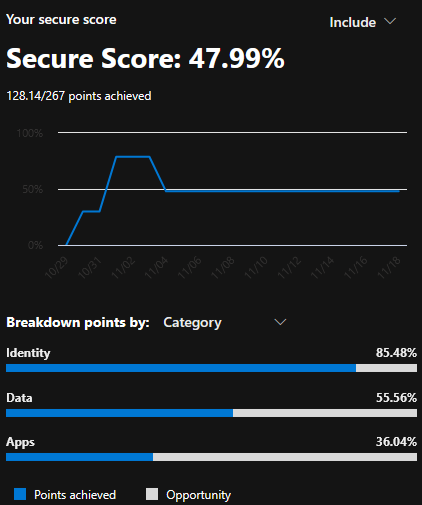 Your secure score
Include
Secure Score: 47.99%
128.14/267 points achieved
100%
50%
0%
10/29
10/31
11/02
11/04
11/06
11/08
11/10
11/12
11/14
11/16
11/18
Breakdown points by: Category
Identity 85.48%
Data 55.56%
Apps 36.04%
Points achieved Opportunity